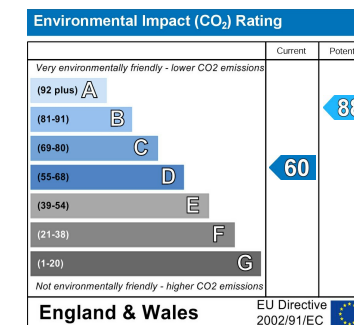 Environmental Impact (CO₂) Rating
Current
Very environmentally friendly - lower CO2 emissions
(92 plus) A
(81-91) B
(69-80) C
(55-68) D
60
(39-54) E
(21-38) F
(1-20) G
Not environmentally friendly - higher CO2 emissions
England & Wales
EU Directive
2002/91/EC